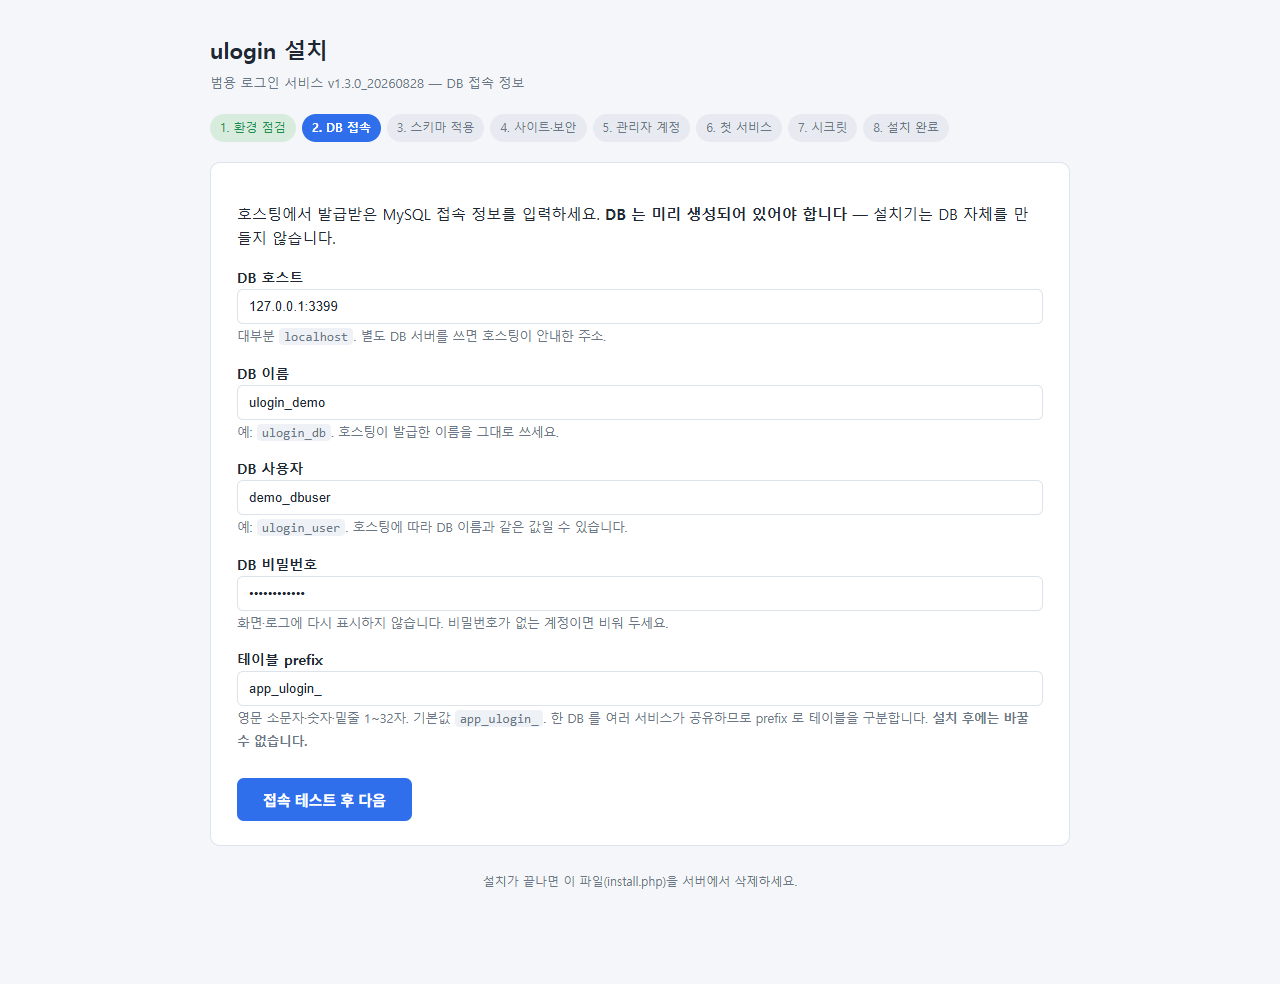 ulogin 설치
범용 로그인 서비스 v1.3.0_20260828 — DB 접속 정보
1. 환경 점검
2. DB 접속
3. 스키마 적용
4. 사이트·보안
5. 관리자 계정
6. 첫 서비스
7. 시크릿
8. 설치 완료
호스팅에서 발급받은 MySQL 접속 정보를 입력하세요. DB 는 미리 생성되어 있어야 합니다 — 설치기는 DB 자체를 만
들지 않습니다.
DB 호스트
127.0.0.1:3399
대부분 localhost. 별도 DB 서버를 쓰면 호스팅이 안내한 주소.
DB 이름
ulogin_demo
예: ulogin_db. 호스팅이 발급한 이름을 그대로 쓰세요.
DB 사용자
demo_dbuser
예: ulogin_user. 호스팅에 따라 DB 이름과 같은 값일 수 있습니다.
DB 비밀번호
••••••••••••
화면·로그에 다시 표시하지 않습니다. 비밀번호가 없는 계정이면 비워 두세요.
테이블 prefix
app_ulogin_
영문 소문자·숫자·밑줄 1~32자. 기본값 app_ulogin_. 한 DB 를 여러 서비스가 공유하므로 prefix 로 테이블을 구분합니다. 설치 후에는 바꿀
수 없습니다.
접속 테스트 후 다음
설치가 끝나면 이 파일(install.php)을 서버에서 삭제하세요.